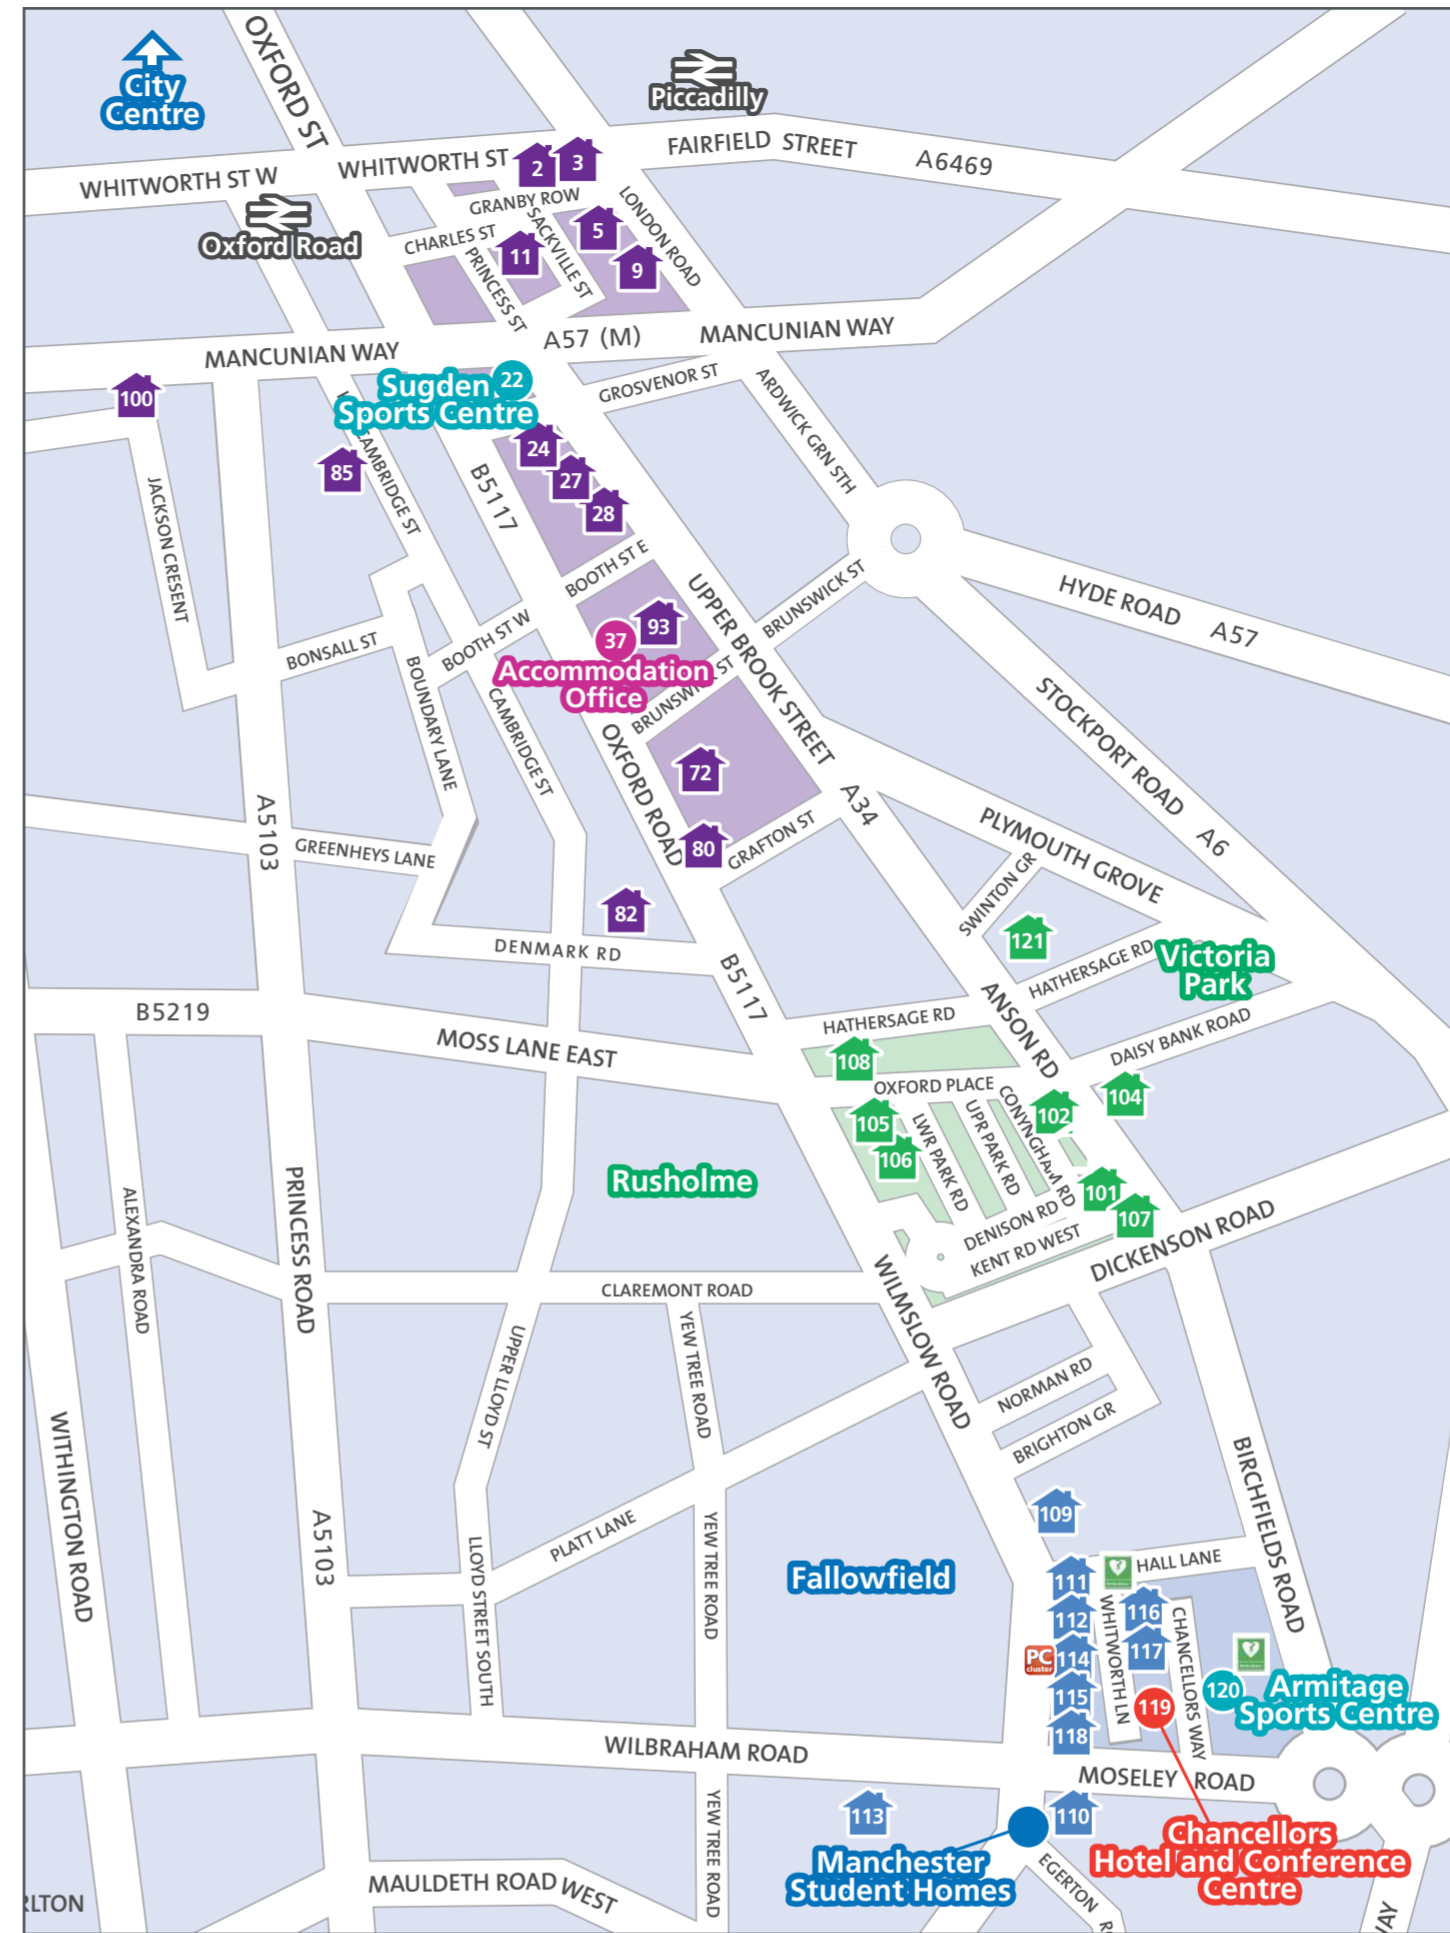 OXFORD ST
City
Centre
Piccadilly
WHITWORTH ST W
WHITWORTH ST
2
3
FAIRFIELD STREET
A6469
Oxford Road
GRANBY ROW
CHARLES ST
SACKVILLE ST
LONDON ROAD
5
11
9
PRINCESS ST
MANCUNIAN WAY
A57 (M)
MANCUNIAN WAY
100
Sugden
Sports Centre
22
GROSVENOR ST
ARDWICK GRN STH
24
85
CAMBRIDGE ST
27
28
B5117
JACKSON CRESENT
BOOTH ST E
UPPER BROOK STREET
BRUNSWICK ST
HYDE ROAD
A57
BONSALL ST
BOOTH ST W
93
37
Accommodation
Office
BOUNDARY LANE
CAMBRIDGE ST
OXFORD ROAD
STOCKPORT ROAD
A6
72
A5103
GREENHEYS LANE
80
GRAFTON ST
A34
PLYMOUTH GROVE
SWINTON GR
82
DENMARK RD
121
HATHERSAGE RD
Victoria
Park
B5117
B5219
MOSS LANE EAST
HATHERSAGE RD
ANSON RD
DAISY BANK ROAD
108
OXFORD PLACE
104
102
105
106
LWR PARK RD
UPR PARK RD
CONYNGHAM RD
Rusholme
101
107
DENISON RD
KENT RD WEST
DICKENSON ROAD
ALEXANDRA ROAD
PRINCESS ROAD
CLAREMONT ROAD
UPPER LLOYD ST
YEW TREE ROAD
WILMSLOW ROAD
NORMAN RD
BRIGHTON GR
WITHINGTON ROAD
A5103
PLATT LANE
LLOYD STREET SOUTH
YEW TREE ROAD
Fallowfield
109
BIRCHFIELDS ROAD
HALL LANE
111
112
PC
cluster
114
115
118
WHITWORTH LN
116
117
CHANCELLORS WAY
119
120
Armitage
Sports Centre
WILBRAHAM ROAD
MOSELEY ROAD
YEW TREE ROAD
113
110
Manchester
Student Homes
Chancellors
Hotel and Conference
Centre
MAULDETH ROAD WEST
EGERTON
RLTON
WAY